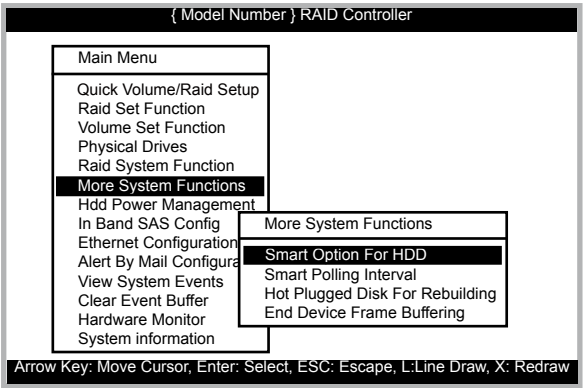 { Model Number } RAID Controller
Main Menu
Quick Volume/Raid Setup
Raid Set Function
Volume Set Function
Physical Drives
Raid System Function
More System Functions
Hdd Power Management
In Band SAS Config
Ethernet Configuration
Alert By Mail Configura
View System Events
Clear Event Buffer
Hardware Monitor
System information
More System Functions
Smart Option For HDD
Smart Polling Interval
Hot Plugged Disk For Rebuilding
End Device Frame Buffering
Arrow Key: Move Cursor, Enter: Select, ESC: Escape, L:Line Draw, X: Redraw